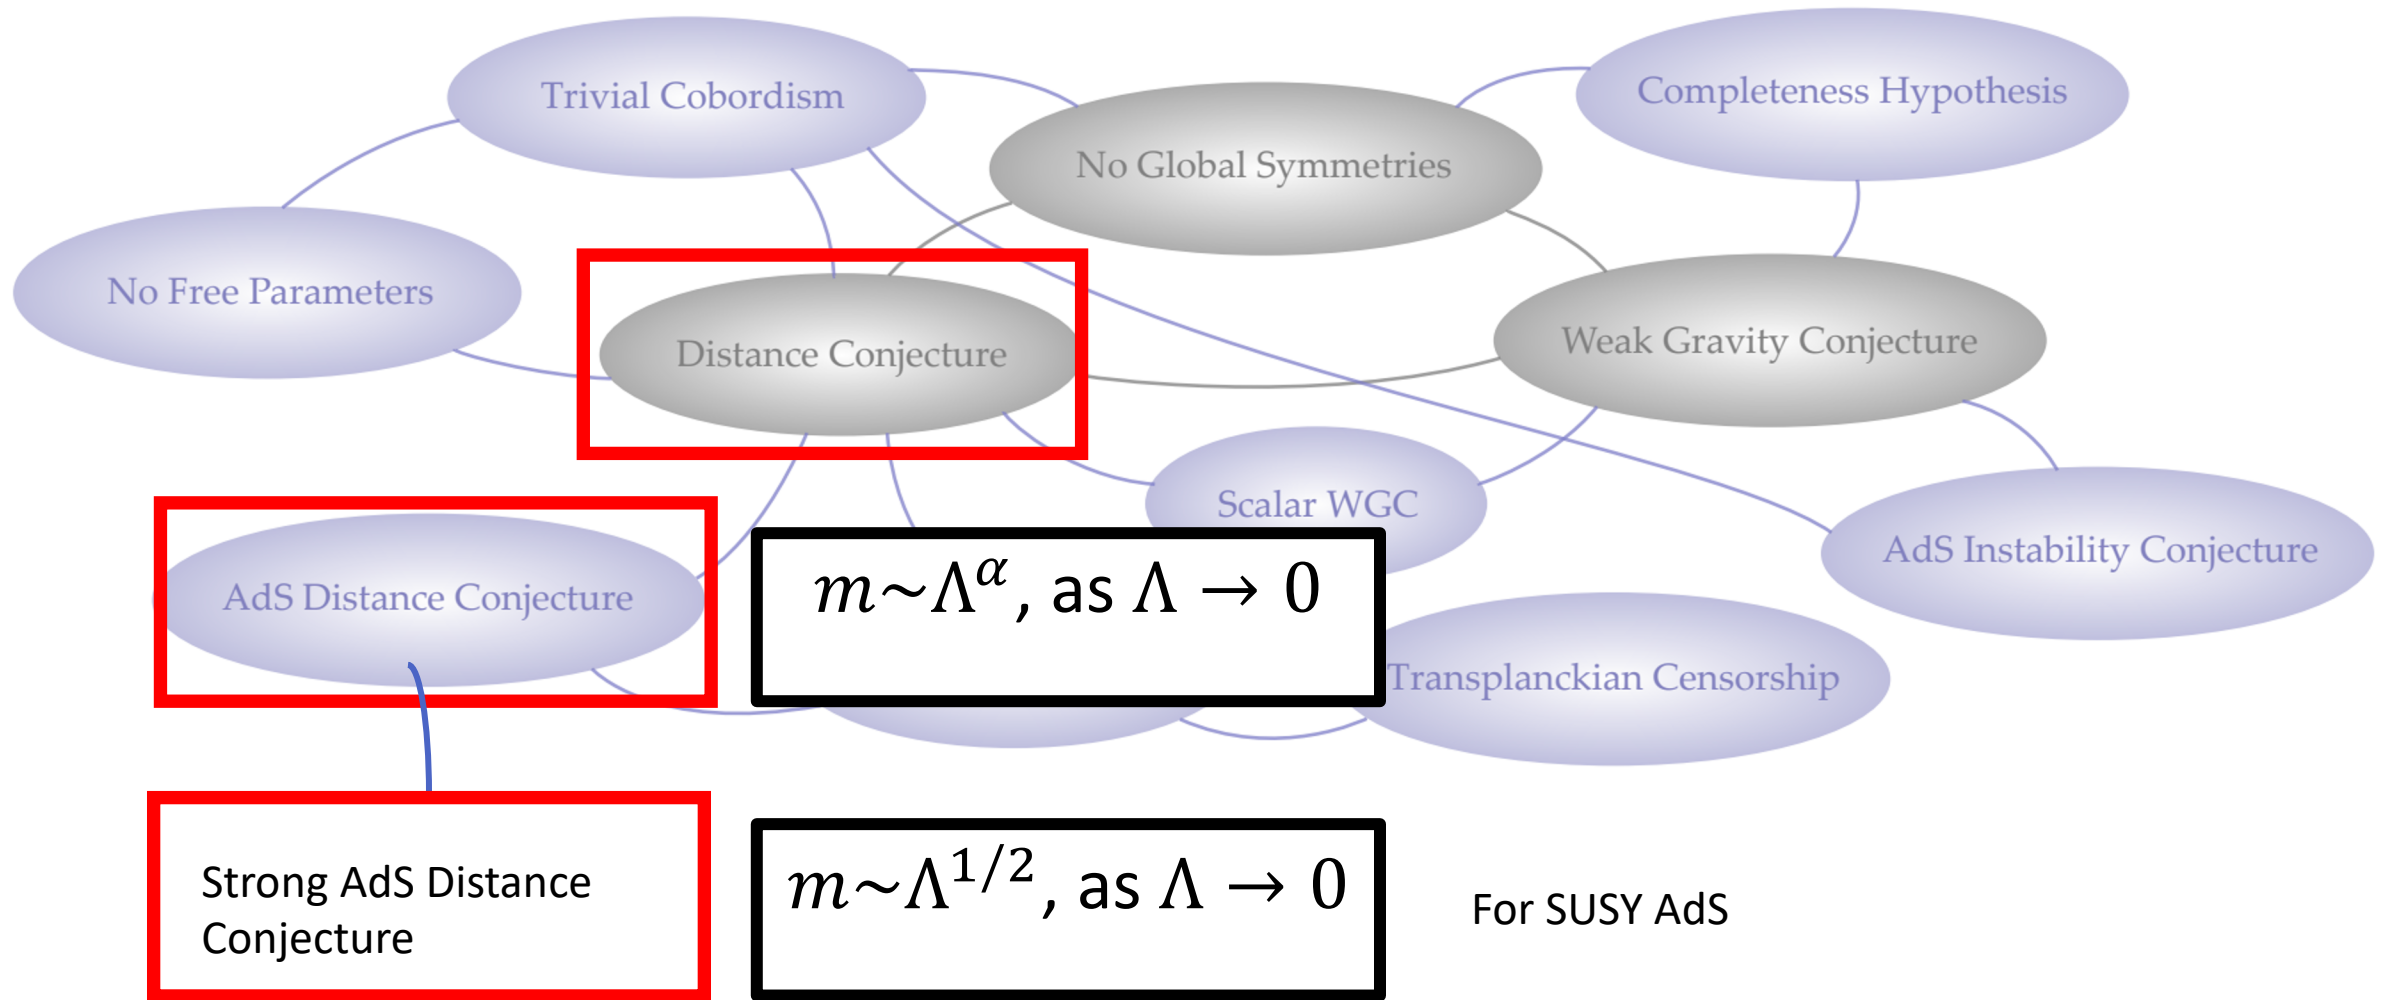 Trivial Cobordism
Completeness Hypothesis
No Global Symmetries
No Free Parameters
Distance Conjecture
Weak Gravity Conjecture
Scalar WGC
AdS Instability Conjecture
AdS Distance Conjecture
m~Λ^α, as Λ → 0
Transplanckian Censorship
Strong AdS Distance
Conjecture
m~Λ^{1/2}, as Λ → 0
For SUSY AdS